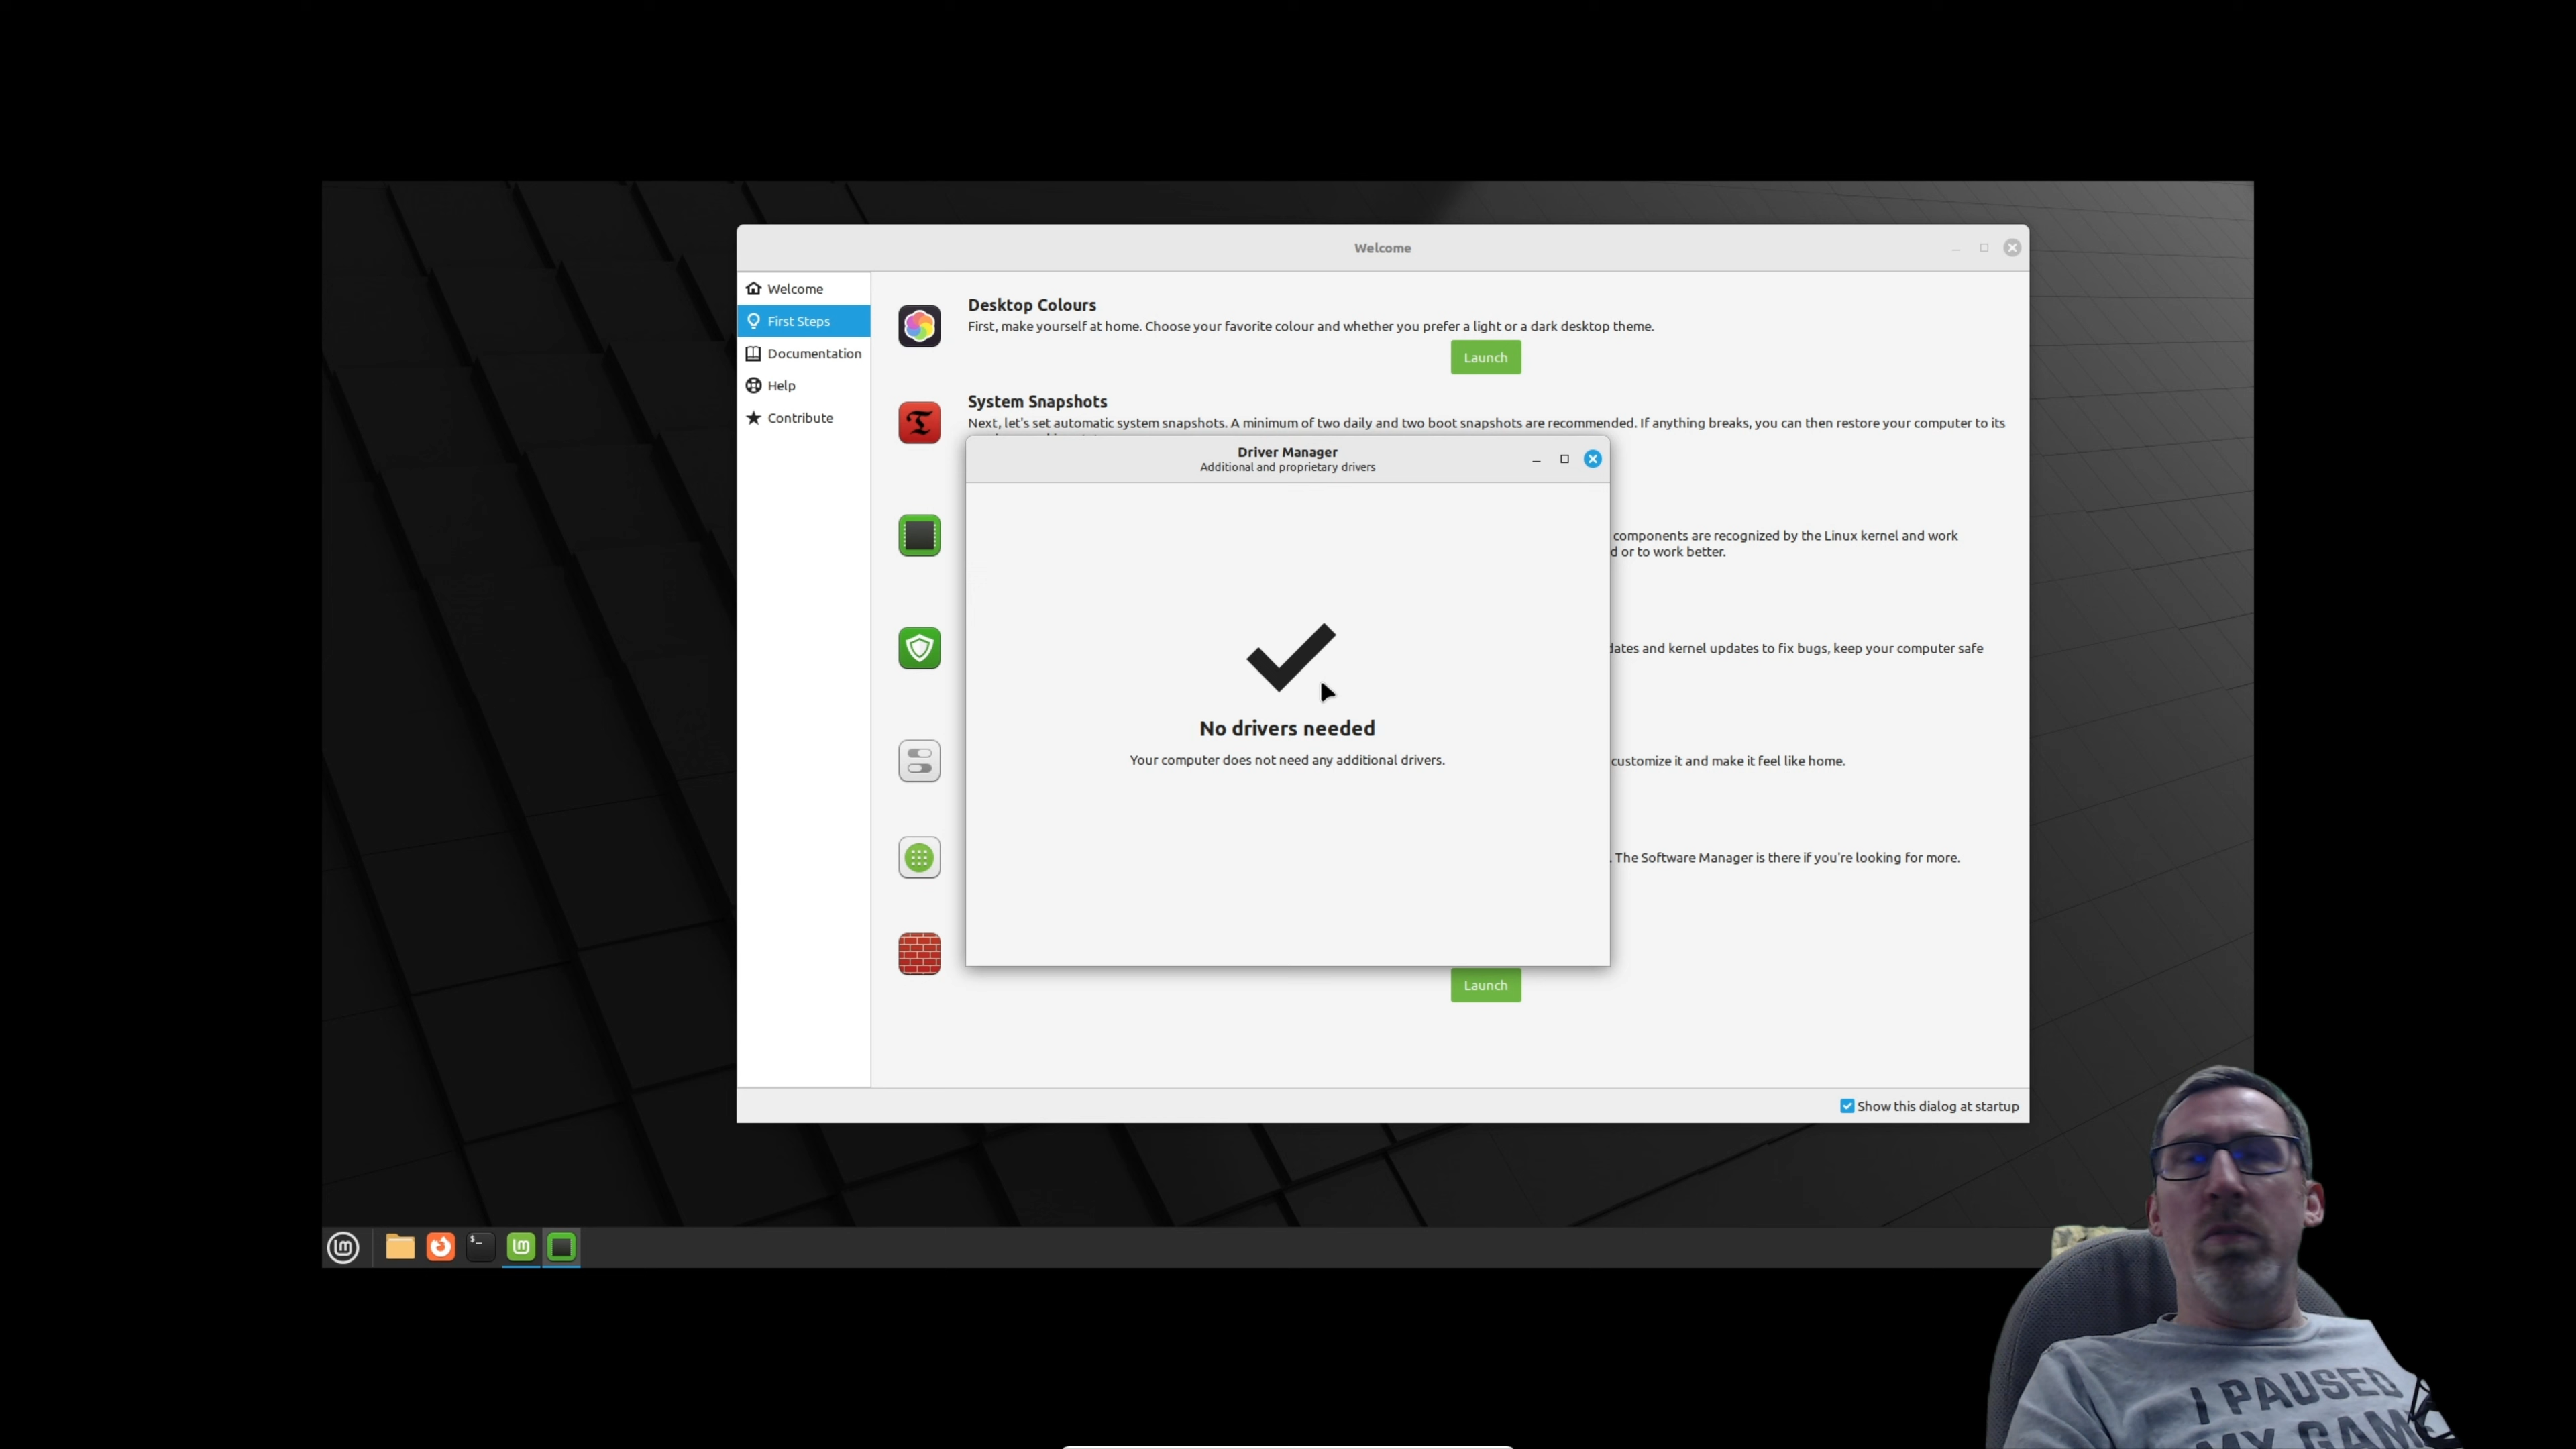 Welcome
Welcome
First Steps
Documentation
Help
Contribute
Desktop Colours
First, make yourself at home. Choose your favorite colour and whether you prefer a light or a dark desktop theme.
Launch
System Snapshots
Next, let's set automatic system snapshots. A minimum of two daily and two boot snapshots are recommended. If anything breaks, you can then restore your computer to its
Driver Manager
Additional and proprietary drivers
components are recognized by the Linux kernel and work
d or to work better.
dates and kernel updates to fix bugs, keep your computer safe
No drivers needed
Your computer does not need any additional drivers.
customize it and make it feel like home.
. The Software Manager is there if you're looking for more.
Launch
Show this dialog at startup
$_
I PAUSED
MY GAM